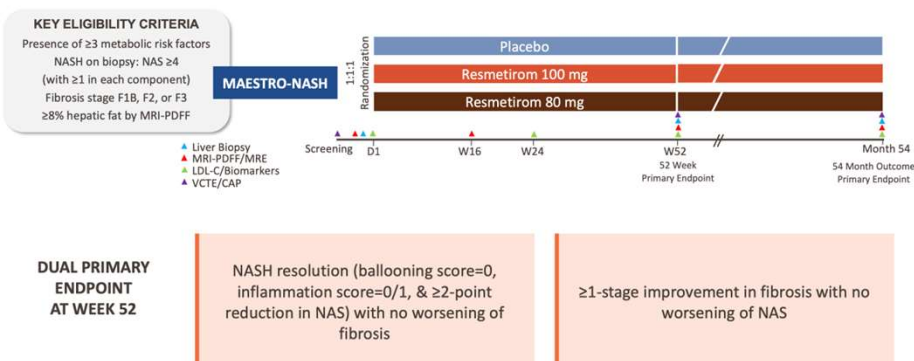 KEY ELIGIBILITY CRITERIA
Presence of ≥3 metabolic risk factors
NASH on biopsy: NAS ≥4
(with ≥1 in each component)
Fibrosis stage F1B, F2, or F3
≥8% hepatic fat by MRI-PDFF
MAESTRO-NASH
1:1:1
Randomization
Placebo
Resmetirom 100 mg
Resmetirom 80 mg
Liver Biopsy
MRI-PDFF/MRE
LDL-C/Biomarkers
VCTE/CAP
Screening
D1
W16
W24
W52
52 Week
Primary Endpoint
Month 54
54 Month Outcome
Primary Endpoint
DUAL PRIMARY
ENDPOINT
AT WEEK 52
NASH resolution (ballooning score=0,
inflammation score=0/1, & ≥2-point
reduction in NAS) with no worsening of
fibrosis
≥1-stage improvement in fibrosis with no
worsening of NAS